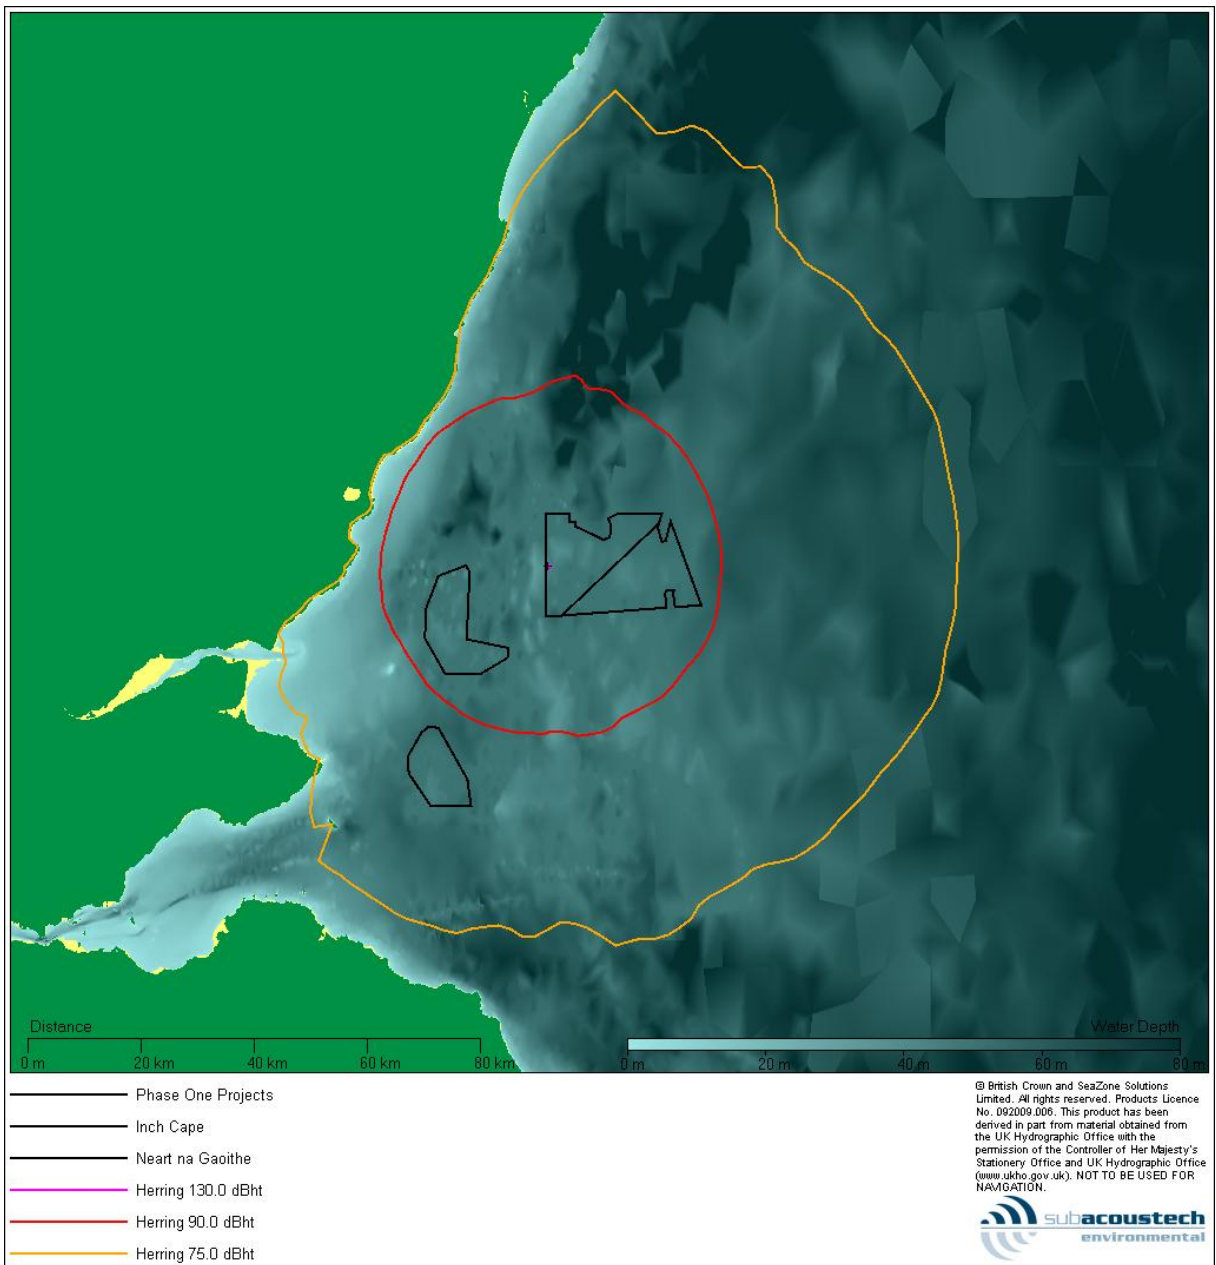 Distance
0 m 20 km 40 km 60 km 80 km
Water Depth
0 m 20 m 40 m 60 m 80 m
Phase One Projects
Inch Cape
Neart na Gaoithe
Herring 130.0 dBht
Herring 90.0 dBht
Herring 75.0 dBht
© British Crown and SeaZone Solutions
Limited. All rights reserved. Products Licence
No. 092009.006. This product has been
derived in part from material obtained from
the UK Hydrographic Office with the
permission of the Controller of Her Majesty's
Stationery Office and UK Hydrographic Office
(www.ukho.gov.uk). NOT TO BE USED FOR
NAVIGATION.
subacoustech
environmental